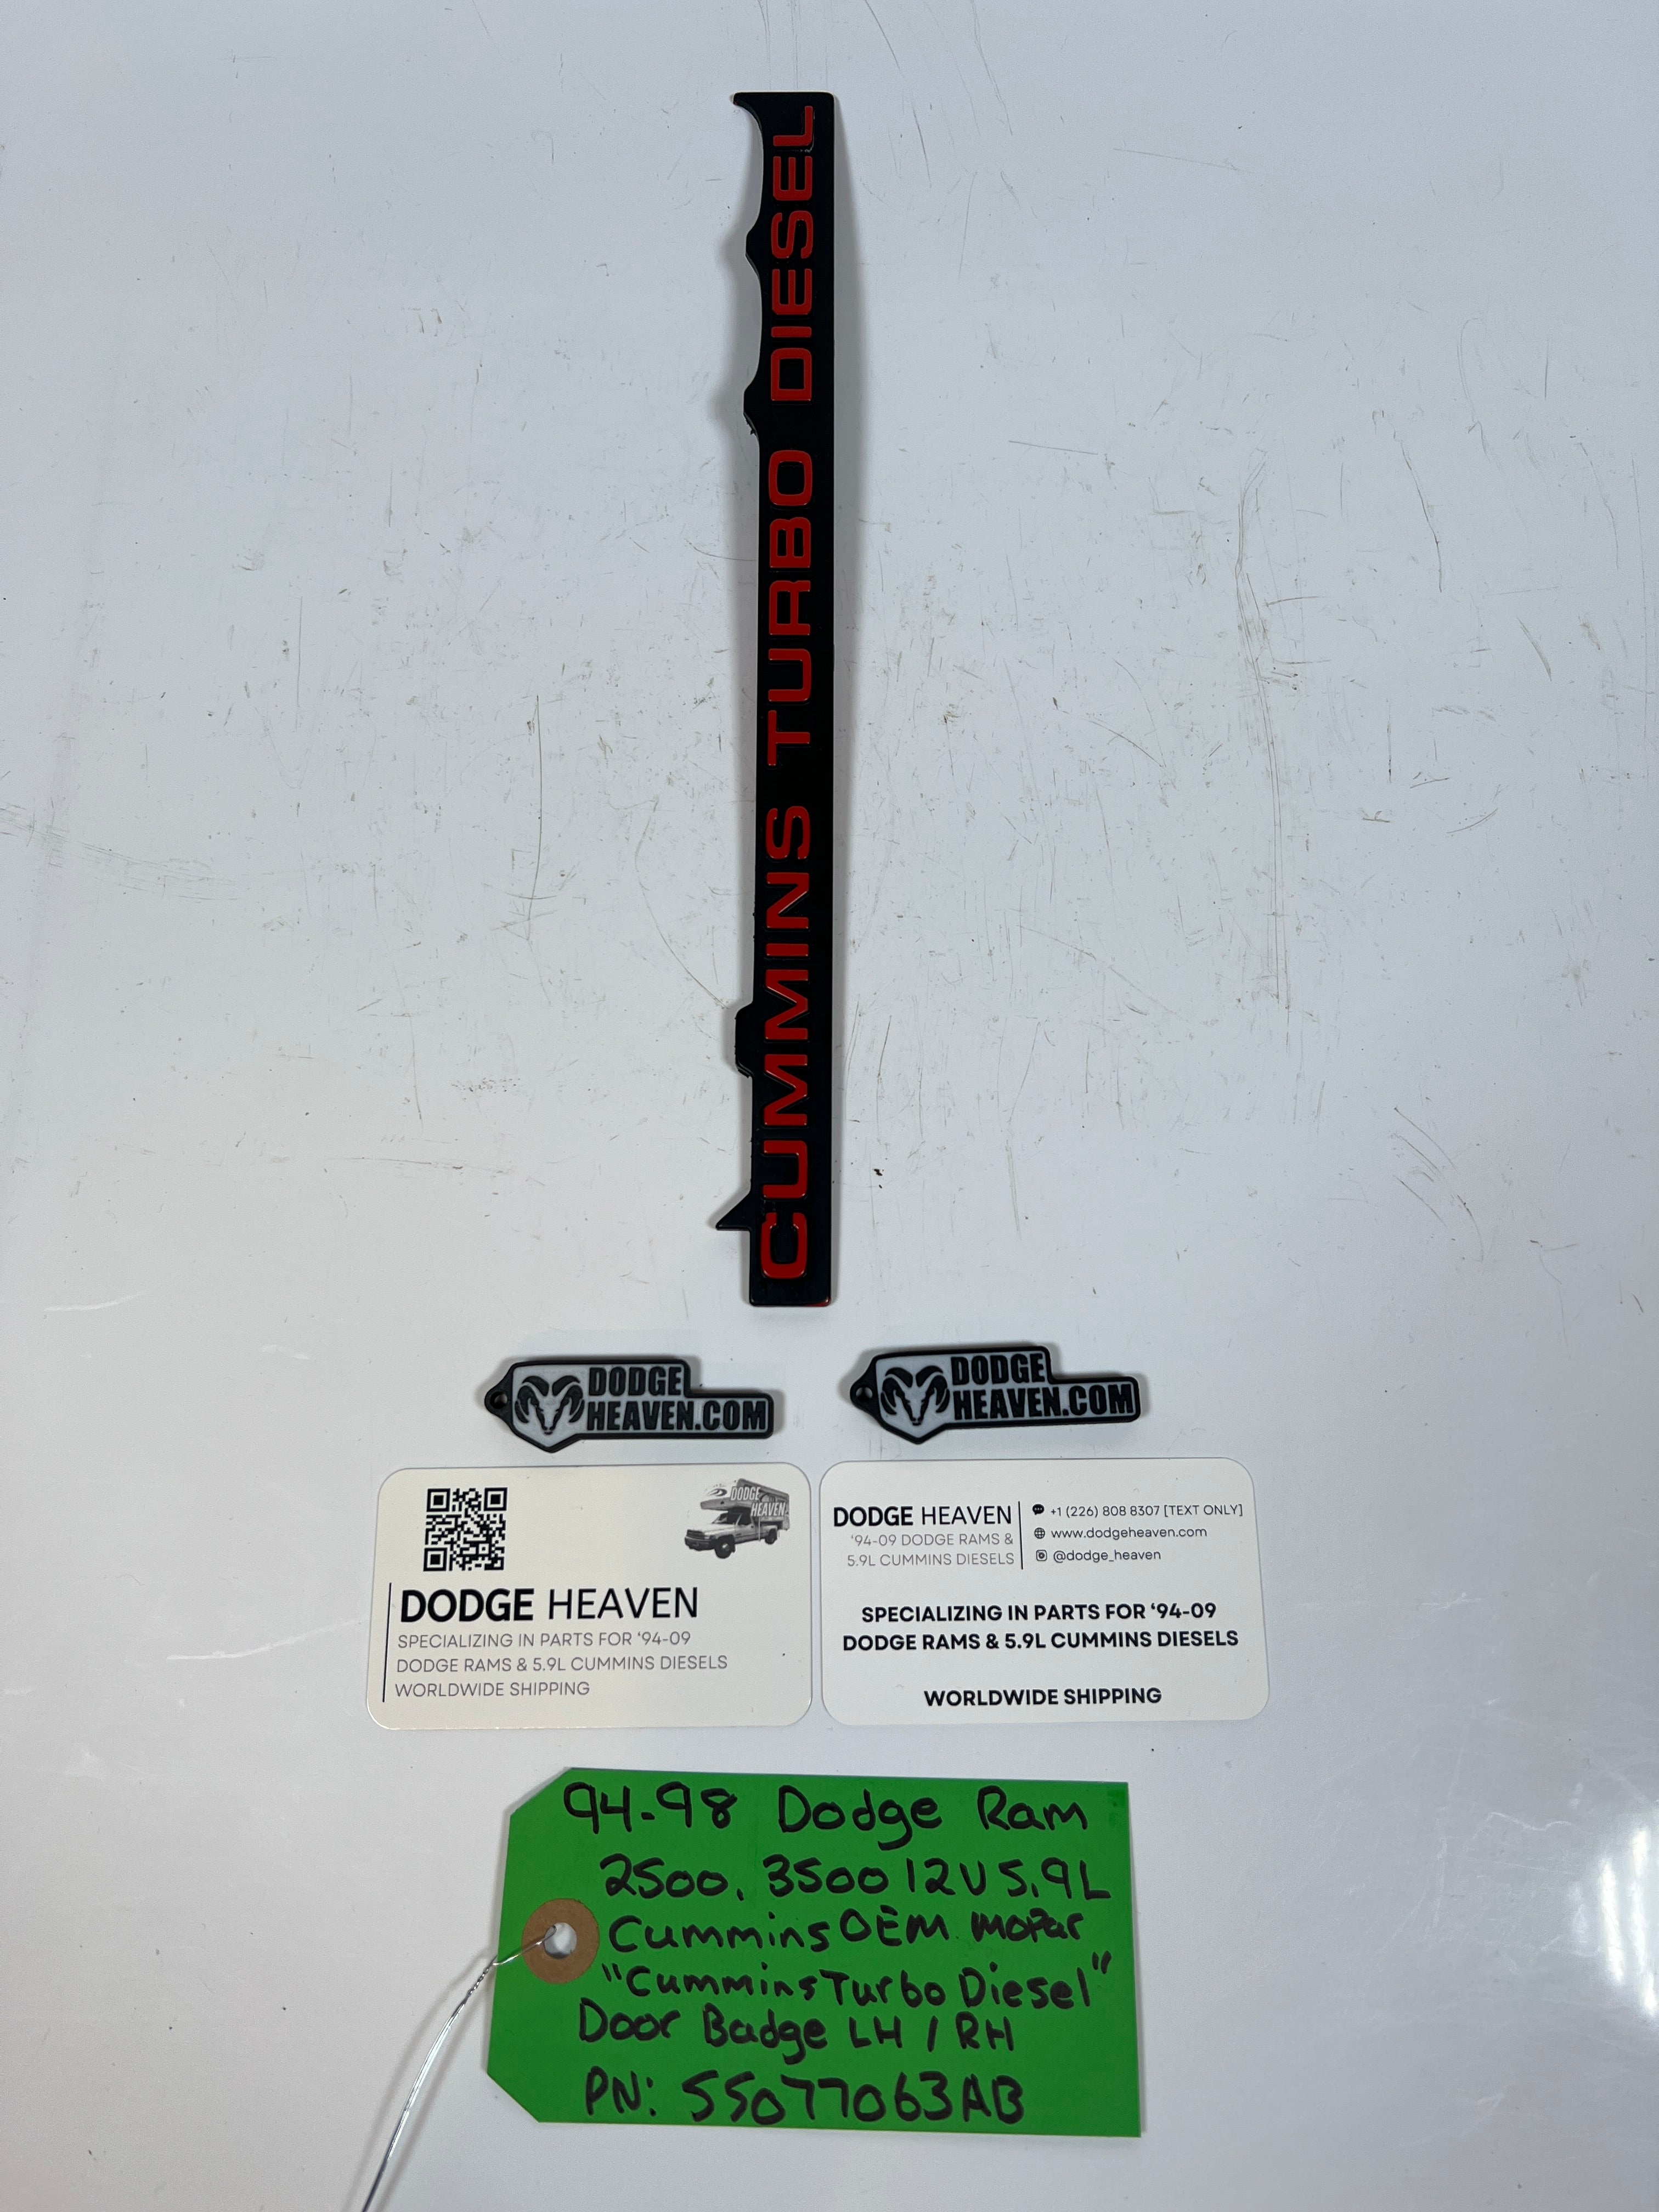 CUMMINS TURBO DIESEL
DODGE
HEAVEN.COM
DODGE
HEAVEN.COM
DODGE
HEAVEN
DODGE HEAVEN
SPECIALIZING IN PARTS FOR ‘94-09
DODGE RAMS & 5.9L CUMMINS DIESELS
WORLDWIDE SHIPPING
DODGE HEAVEN
‘94-09 DODGE RAMS &
5.9L CUMMINS DIESELS
+1 (226) 808 8307 [TEXT ONLY]
www.dodgeheaven.com
@dodge_heaven
SPECIALIZING IN PARTS FOR ‘94-09
DODGE RAMS & 5.9L CUMMINS DIESELS
WORLDWIDE SHIPPING
94-98 Dodge Ram
2500, 3500 12V 5.9L
Cummins OEM Mopar
"Cummins Turbo Diesel"
Door Badge LH / RH
PN: 55077063AB